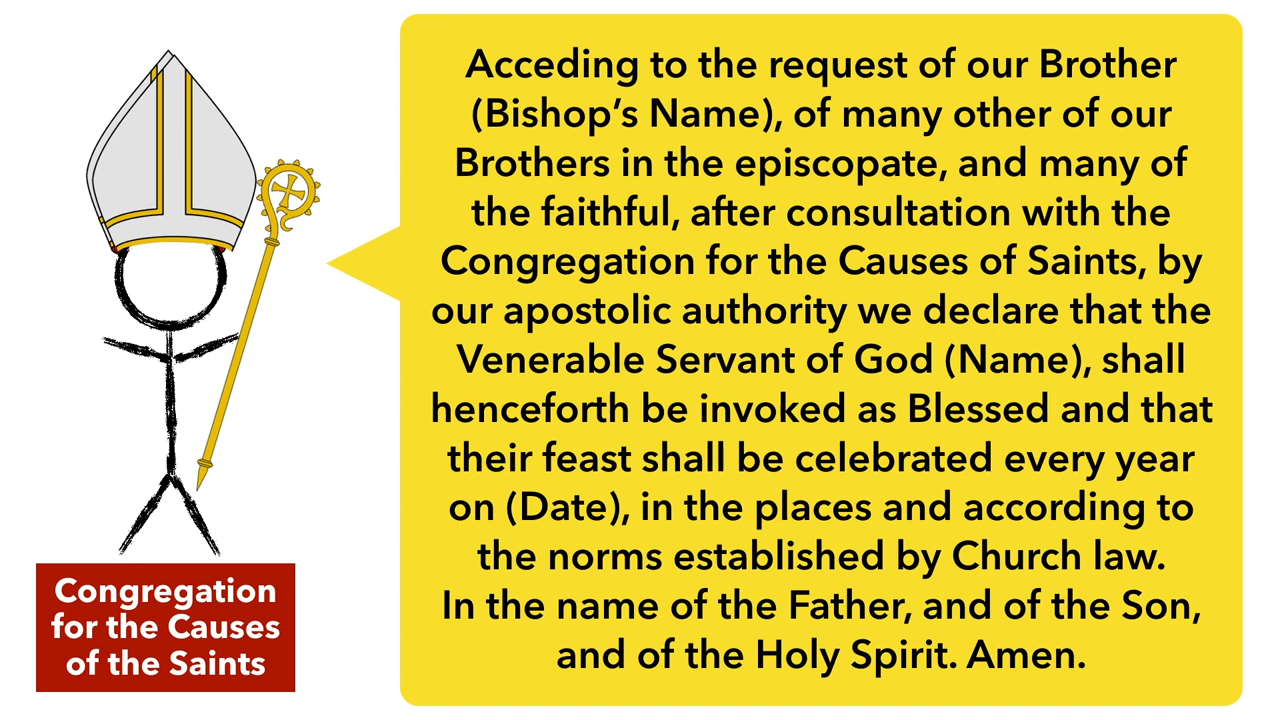 Acceding to the request of our Brother
(Bishop’s Name), of many other of our
Brothers in the episcopate, and many of
the faithful, after consultation with the
Congregation for the Causes of Saints, by
our apostolic authority we declare that the
Venerable Servant of God (Name), shall
henceforth be invoked as Blessed and that
their feast shall be celebrated every year
on (Date), in the places and according to
the norms established by Church law.
In the name of the Father, and of the Son,
and of the Holy Spirit. Amen.
Congregation
for the Causes
of the Saints